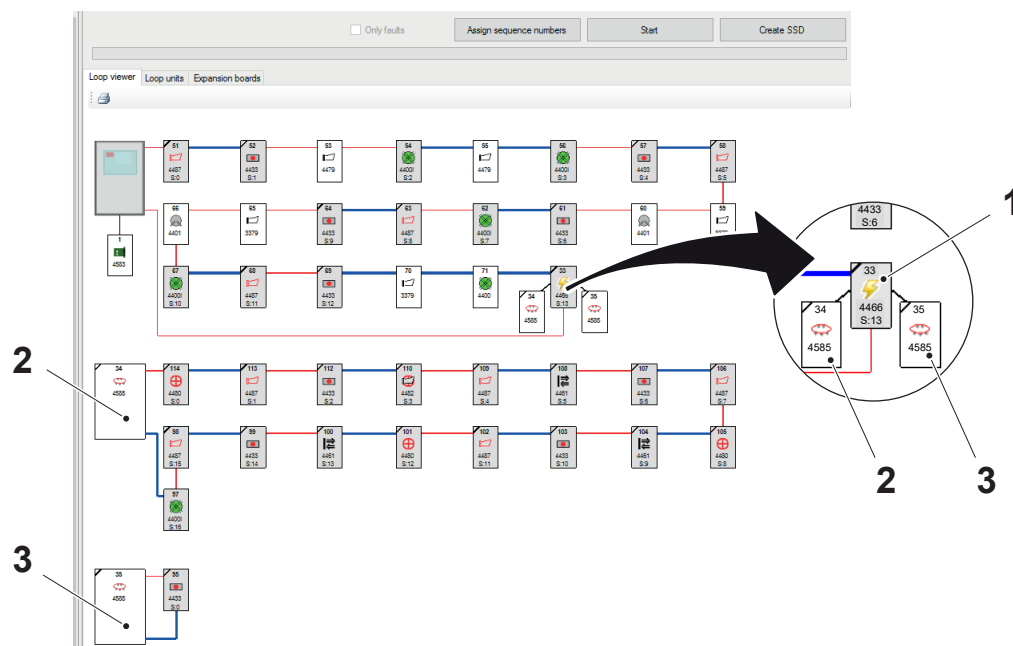 Only faults
Assign sequence numbers
Start
Create SSD
Loop viewer Loop units Expansion boards
51 52 53 54 55 56 57 58
4487 4433 4479 4400I 4479 4400I 4433 4487
S:0 S:1 S:2 S:3 S:4 S:5
66 65 64 63 62 61 60 59
4401 3379 4433 4487 4400I 4433 4401
S:9 S:8 S:7 S:6
1
4583
67 68 69 70 71 33
4400I 4487 4433 3379 4400 4466
S:10 S:11 S:12 S:13
34 35
4585 4585
1
4433
S:6
33
4466
S:13
34 35
4585 4585
2 3
2
34 114 113 112 110 109 108 107 106
4585 4480 4487 4433 4482 4487 4461 4433 4487
S:0 S:1 S:2 S:3 S:4 S:5 S:6 S:7
98 99 100 101 102 103 104 105
4487 4433 4461 4480 4487 4433 4461 4480
S:15 S:14 S:13 S:12 S:11 S:10 S:9 S:8
97
4400I
S:16
3
35
4585 4433
S:0